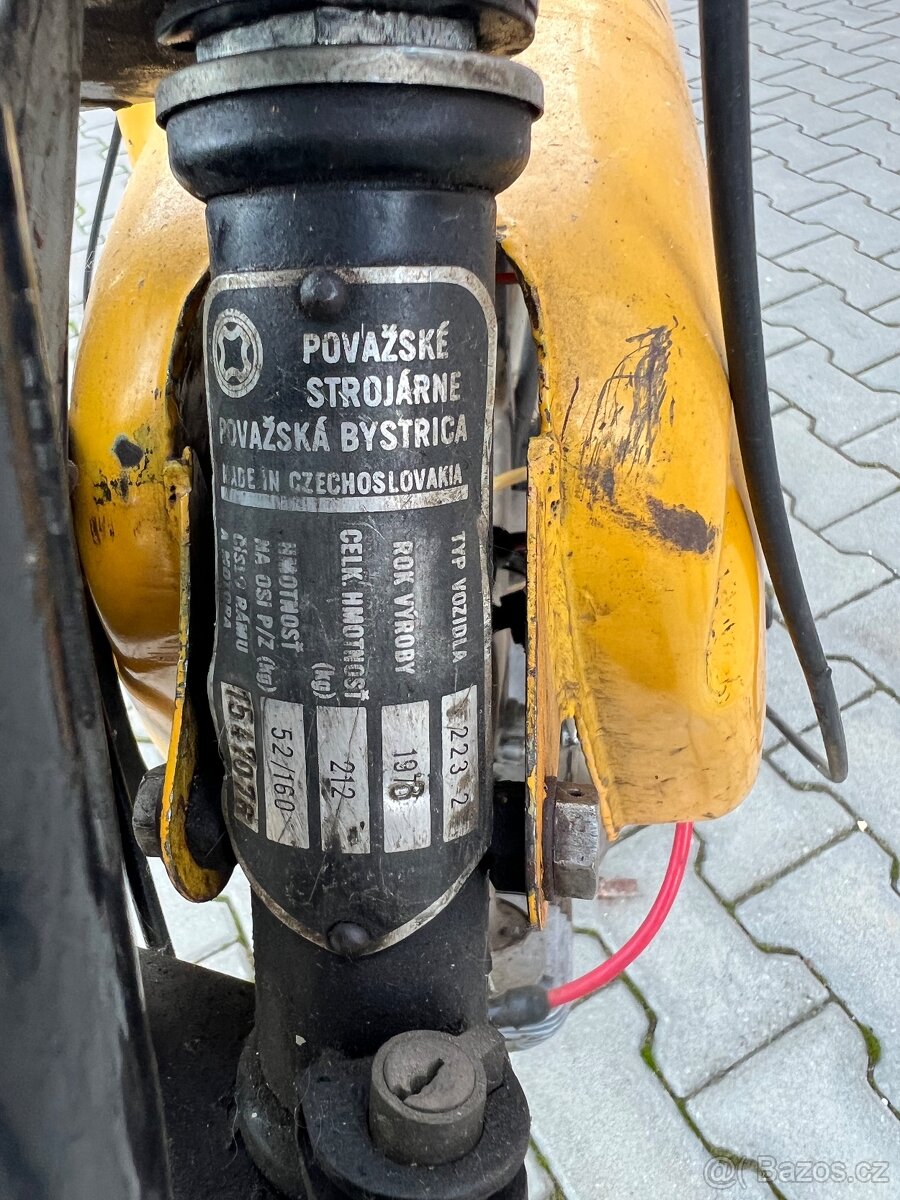 POVAŽSKÉ
STROJÁRNE
POVAŽSKÁ BYSTRICA
MADE IN CZECHOSLOVAKIA
TYP VOZIDLA 223 2
ROK VÝROBY 1978
CELK. HMOTNOSŤ
(kg) 212
HMOTNOSŤ
NA OSI P/Z (kg) 52/160
ČÍSLO RÁMU
A MOTORA
@ Bazos.cz